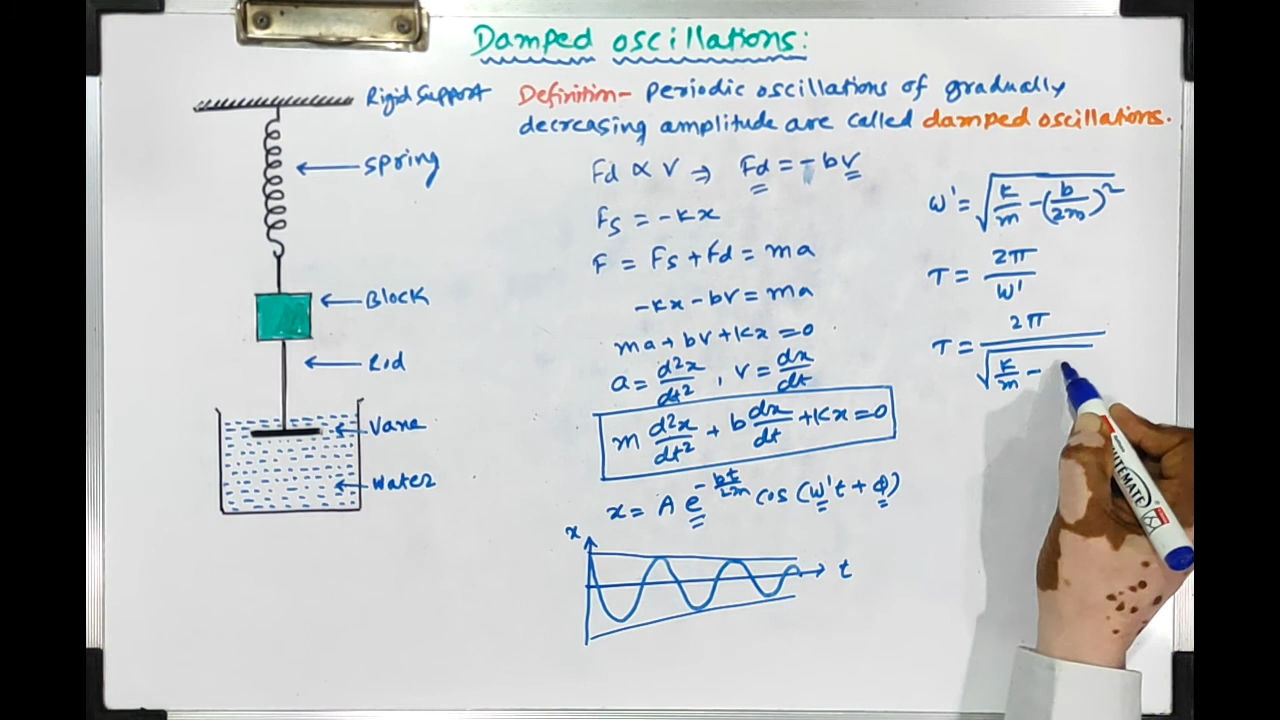 Damped oscillations:
Rigid Support
Spring
Block
Rod
Vane
Water
Definition- Periodic oscillations of gradually
decreasing amplitude are called damped oscillations.
Fd ∝ V ⇒ Fd = - bv
Fs = -kx
F = Fs + Fd = ma
-kx - bv = ma
ma + bv + kx = 0
a = d²x/dt² , v = dx/dt
m d²x/dt² + b dx/dt + kx = 0
x = A e^(-bt/2m) cos (ω't + Φ)
x
t
ω' = √(k/m - (b/2m)²)
T = 2π/ω'
T = 2π/√(k/m -
WHITEMATE